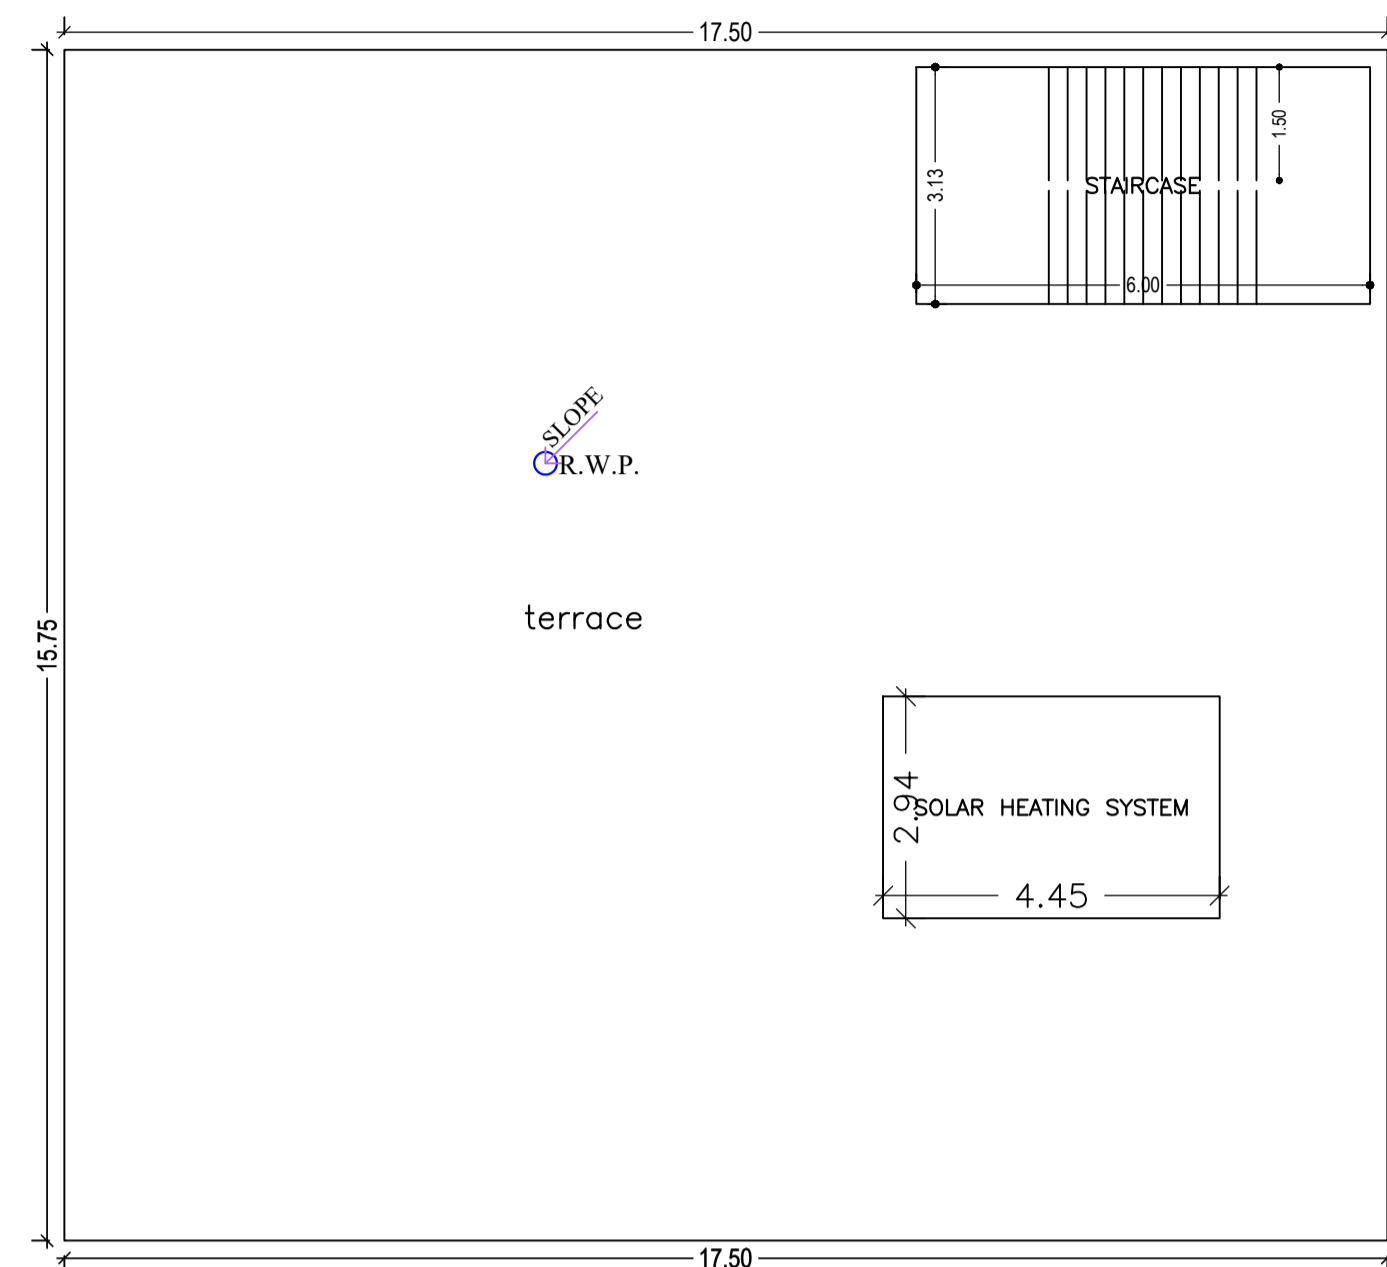 17.50
1.50
3.13
STAIRCASE
6.00
SLOPE
R.W.P.
terrace
15.75
2.94
SOLAR HEATING SYSTEM
4.45
17.50